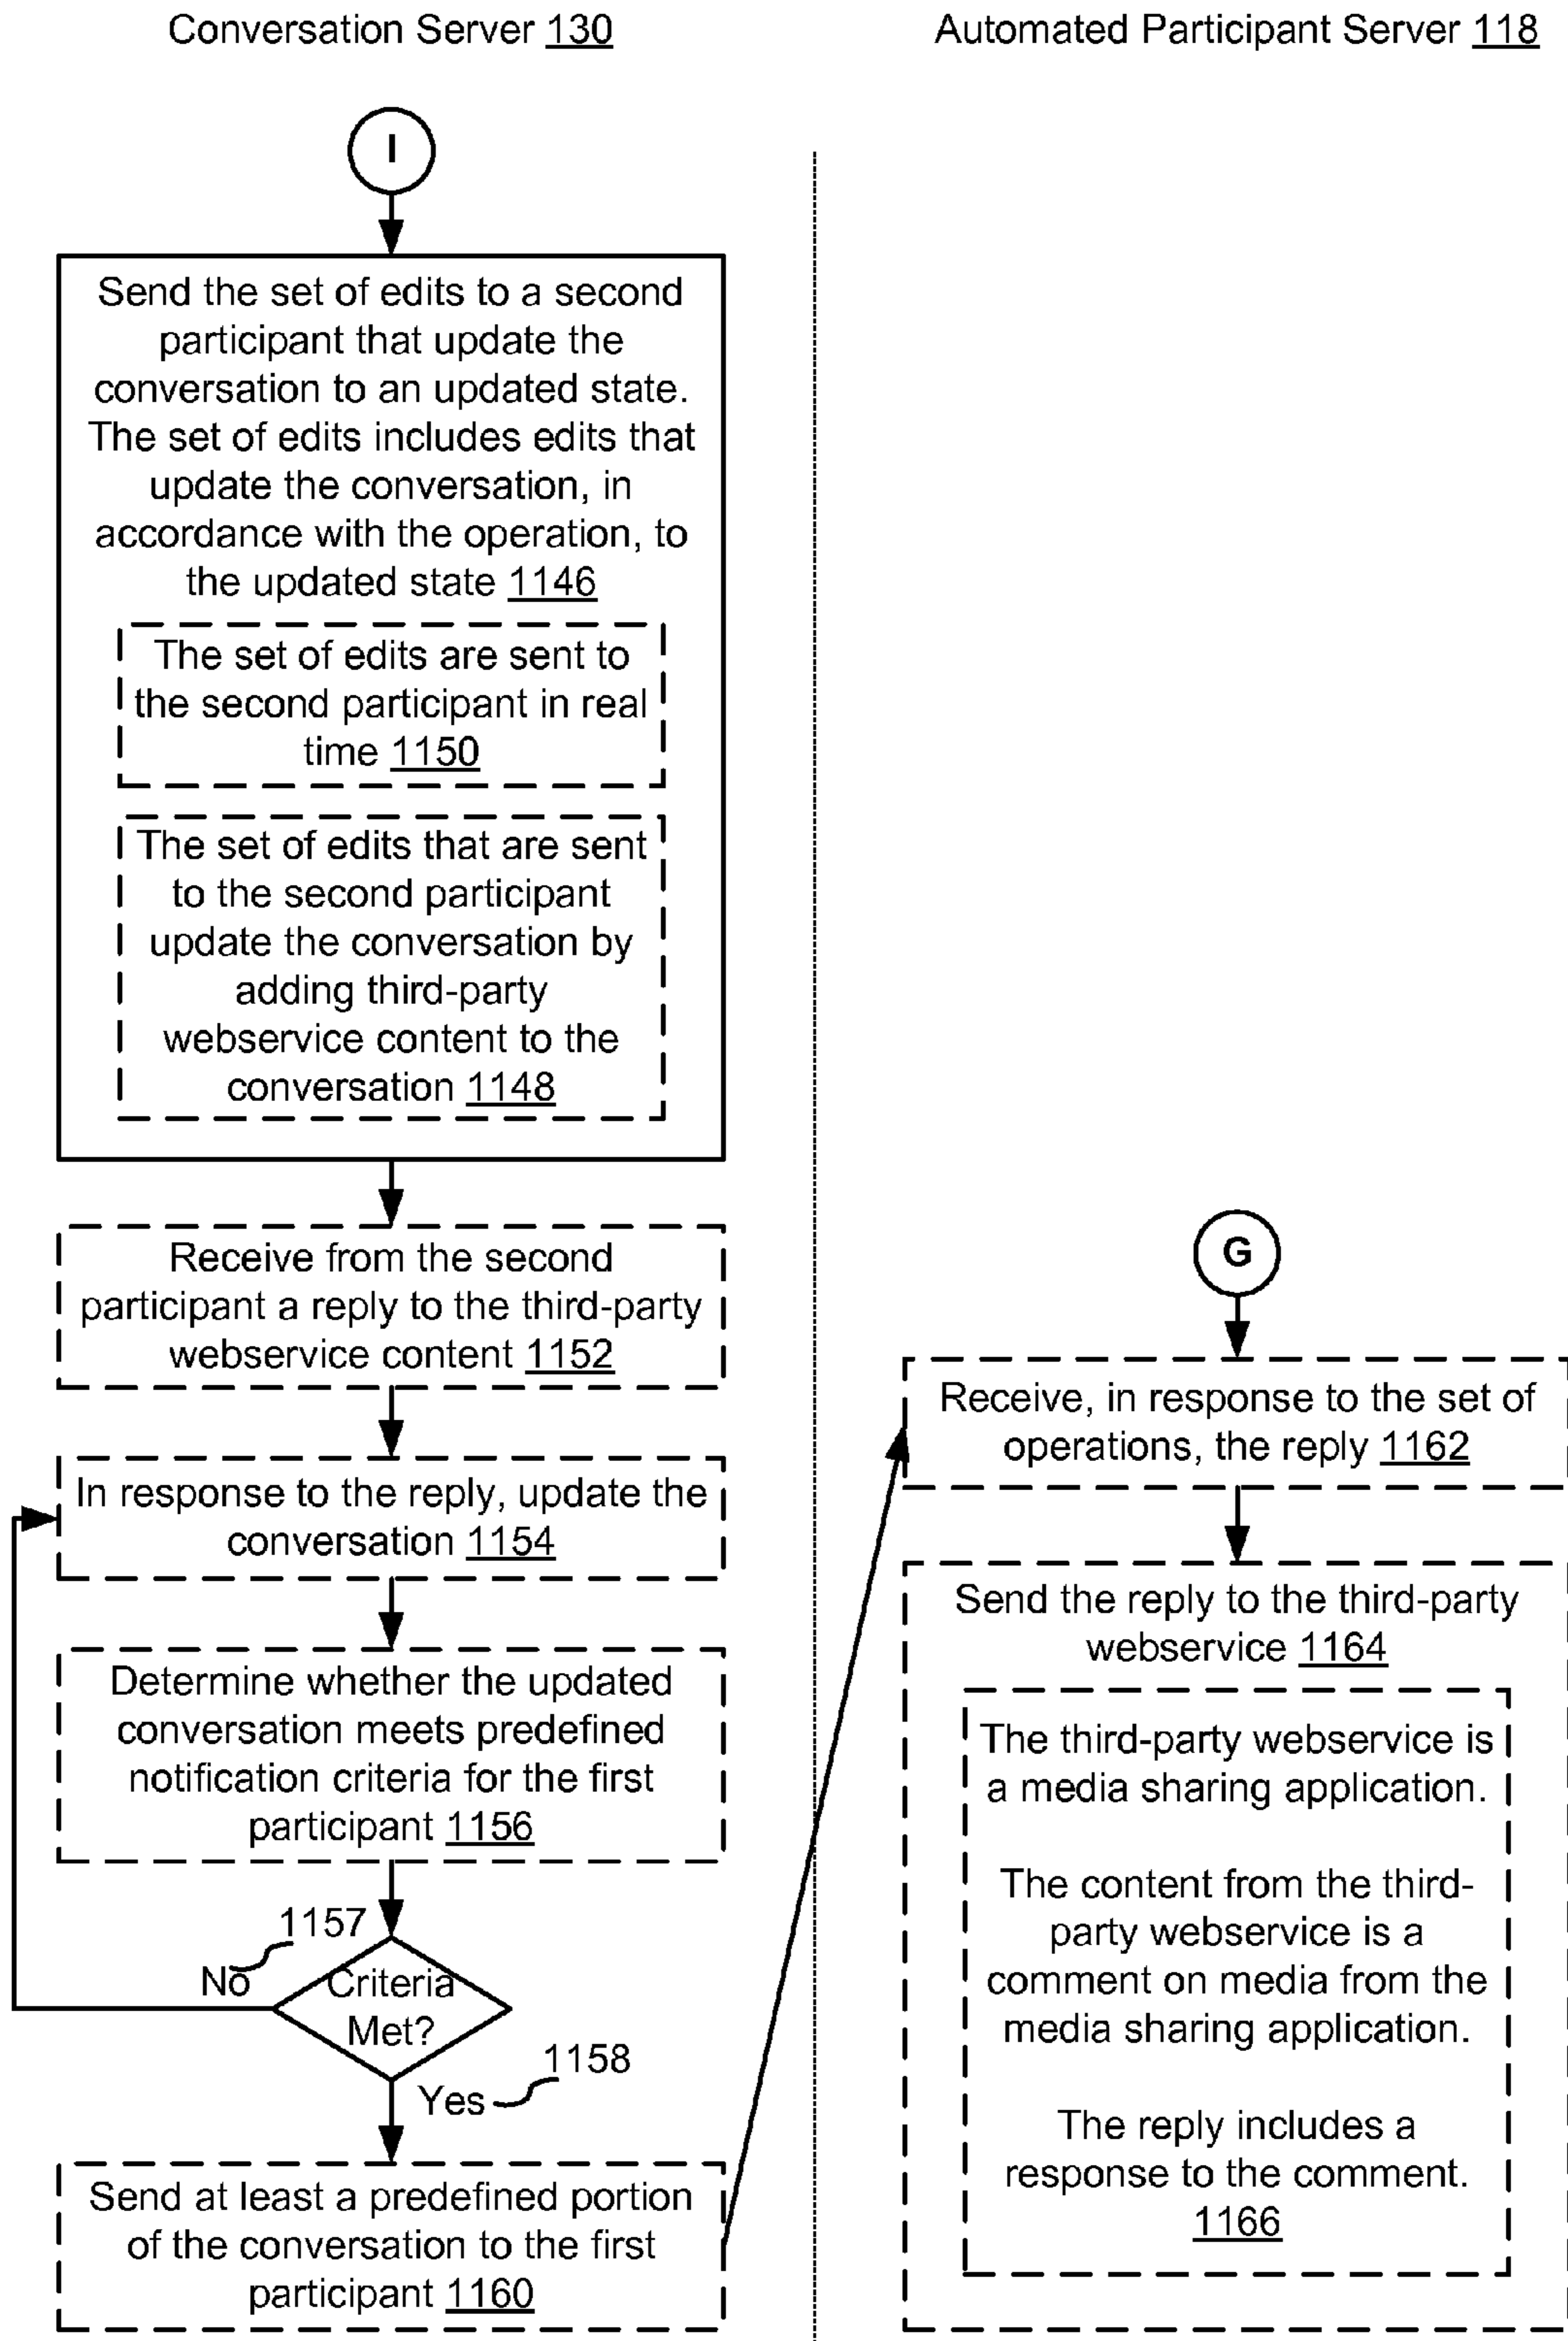 Conversation Server 130
Automated Participant Server 118
I
Send the set of edits to a second
participant that update the
conversation to an updated state.
The set of edits includes edits that
update the conversation, in
accordance with the operation, to
the updated state 1146
The set of edits are sent to
the second participant in real
time 1150
The set of edits that are sent
to the second participant
update the conversation by
adding third-party
webservice content to the
conversation 1148
Receive from the second
participant a reply to the third-party
webservice content 1152
In response to the reply, update the
conversation 1154
Determine whether the updated
conversation meets predefined
notification criteria for the first
participant 1156
1157
No
Criteria
Met?
1158
Yes
Send at least a predefined portion
of the conversation to the first
participant 1160
G
Receive, in response to the set of
operations, the reply 1162
Send the reply to the third-party
webservice 1164
The third-party webservice is
a media sharing application.
The content from the third-
party webservice is a
comment on media from the
media sharing application.
The reply includes a
response to the comment.
1166